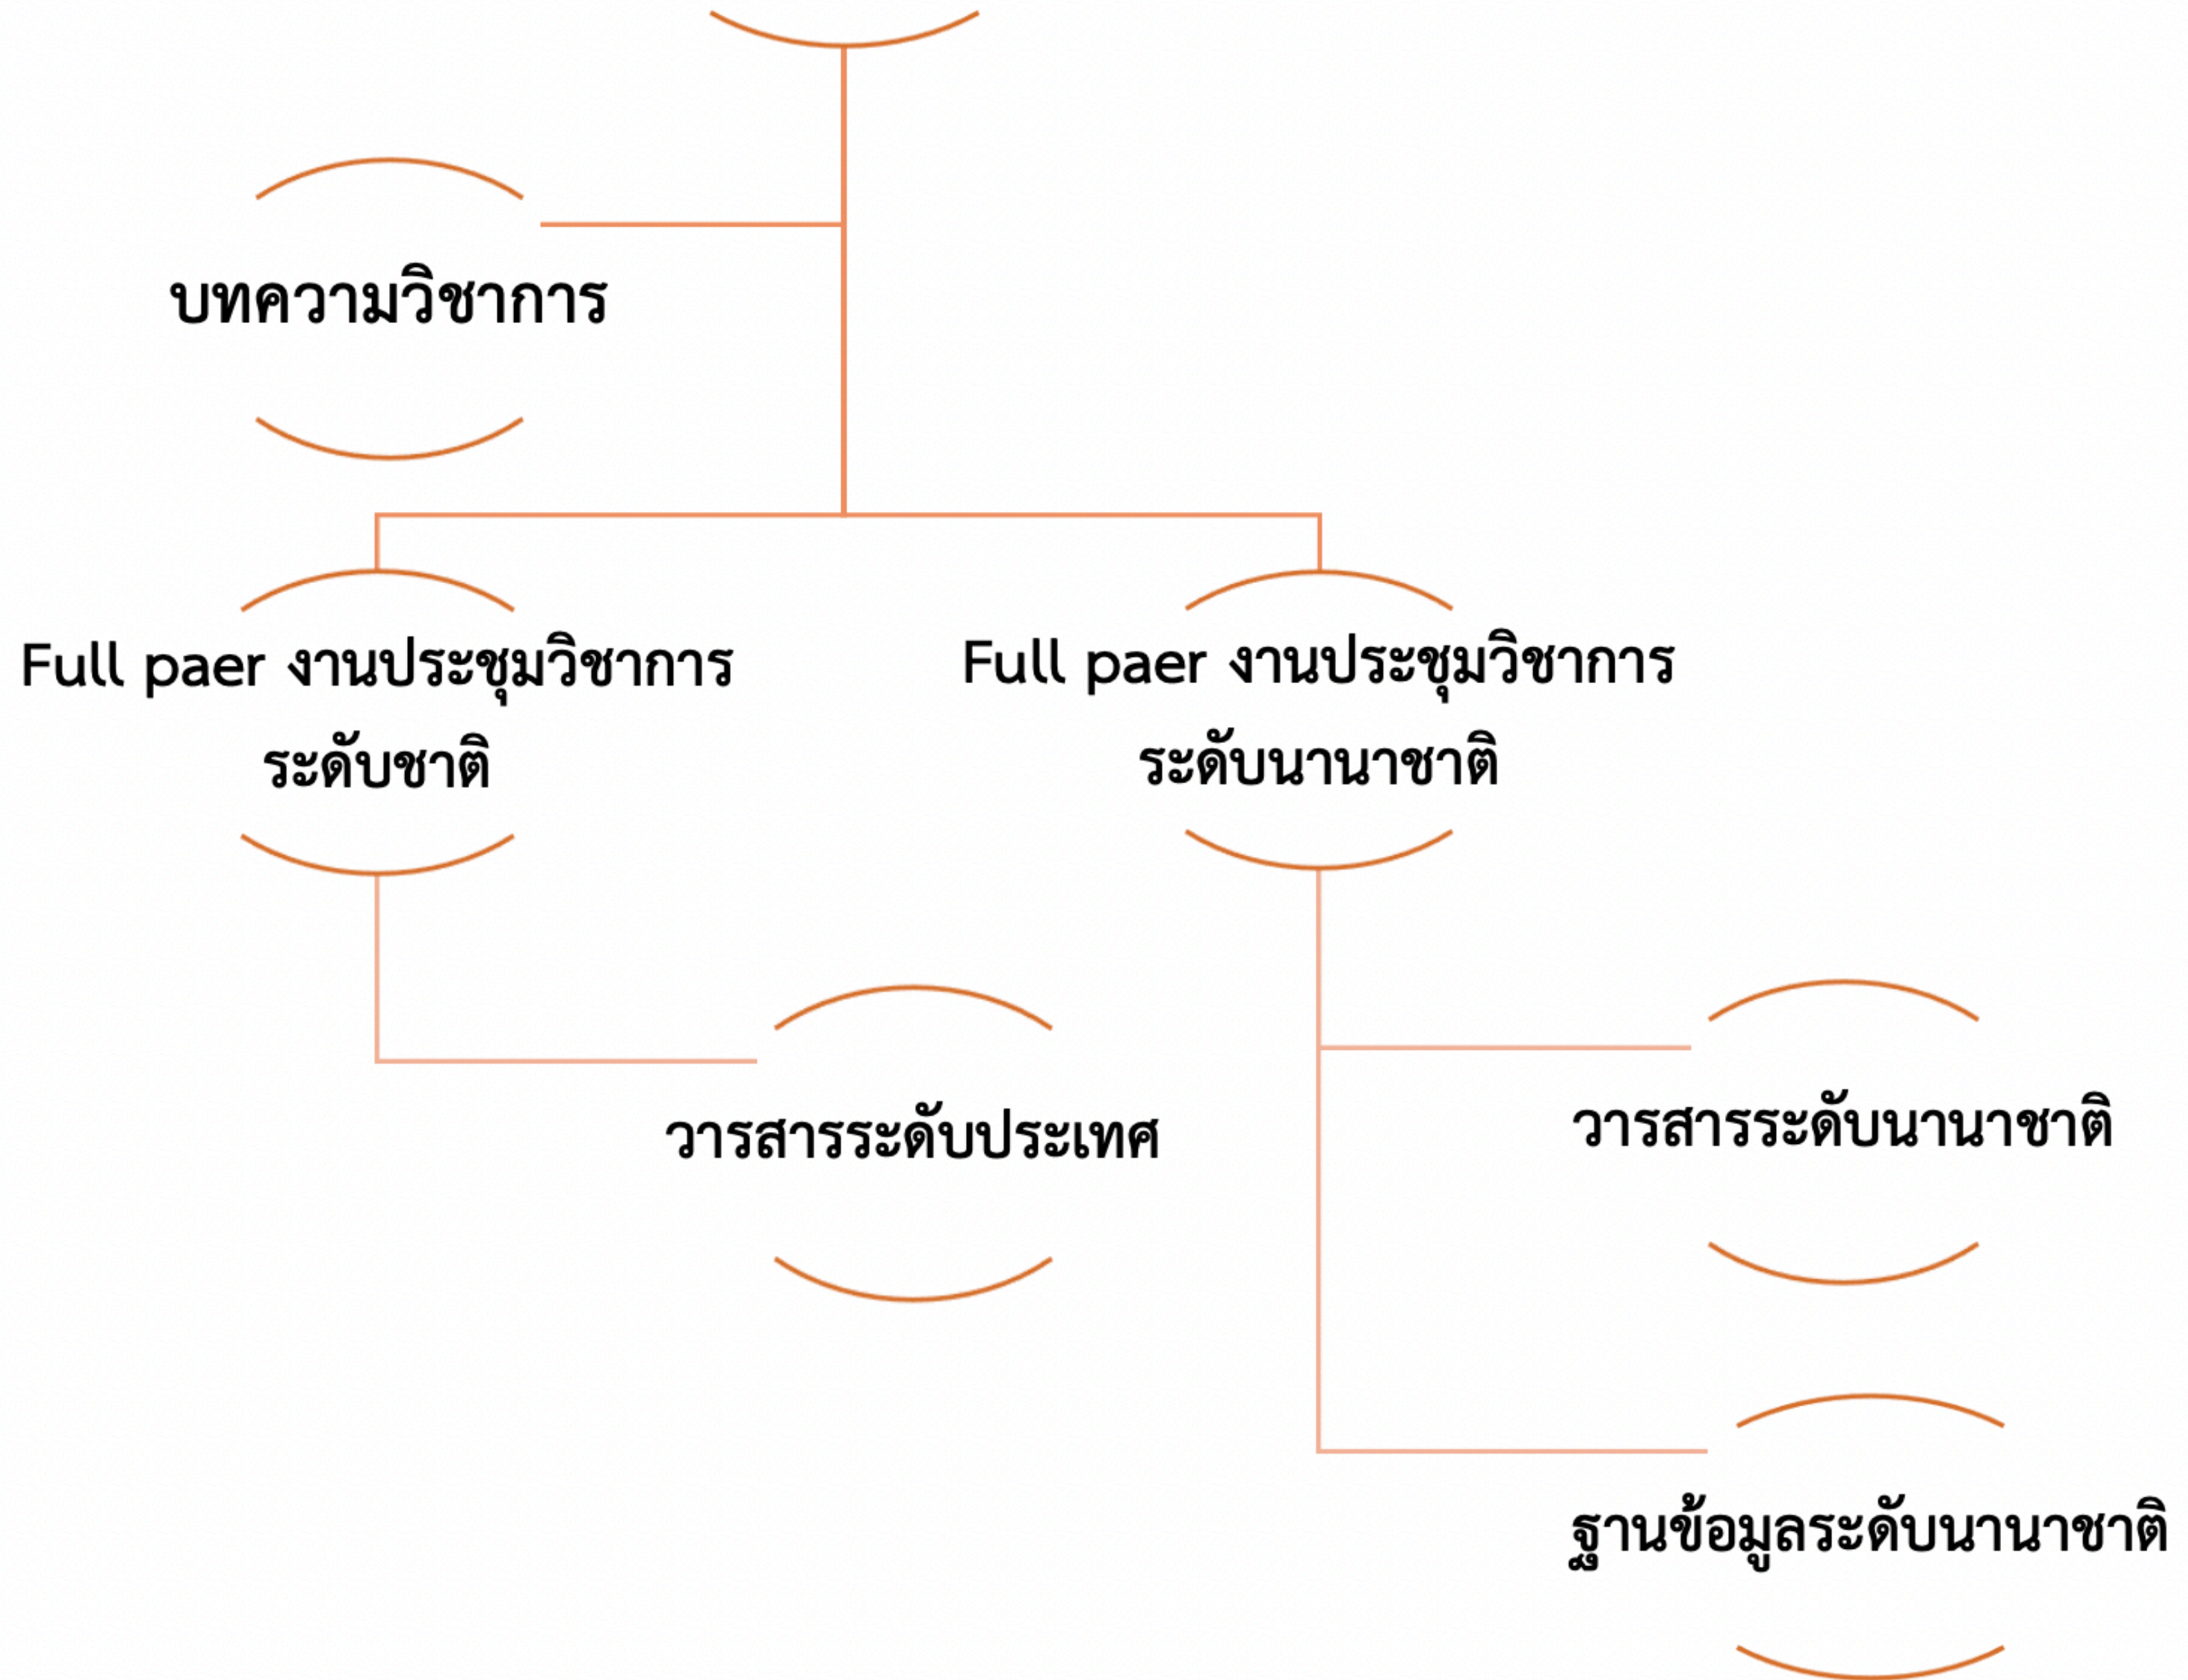 บทความวิชาการ
Full paer งานประชุมวิชาการ
ระดับชาติ
Full paer งานประชุมวิชาการ
ระดับนานาชาติ
วารสารระดับประเทศ
วารสารระดับนานาชาติ
ฐานข้อมูลระดับนานาชาติ